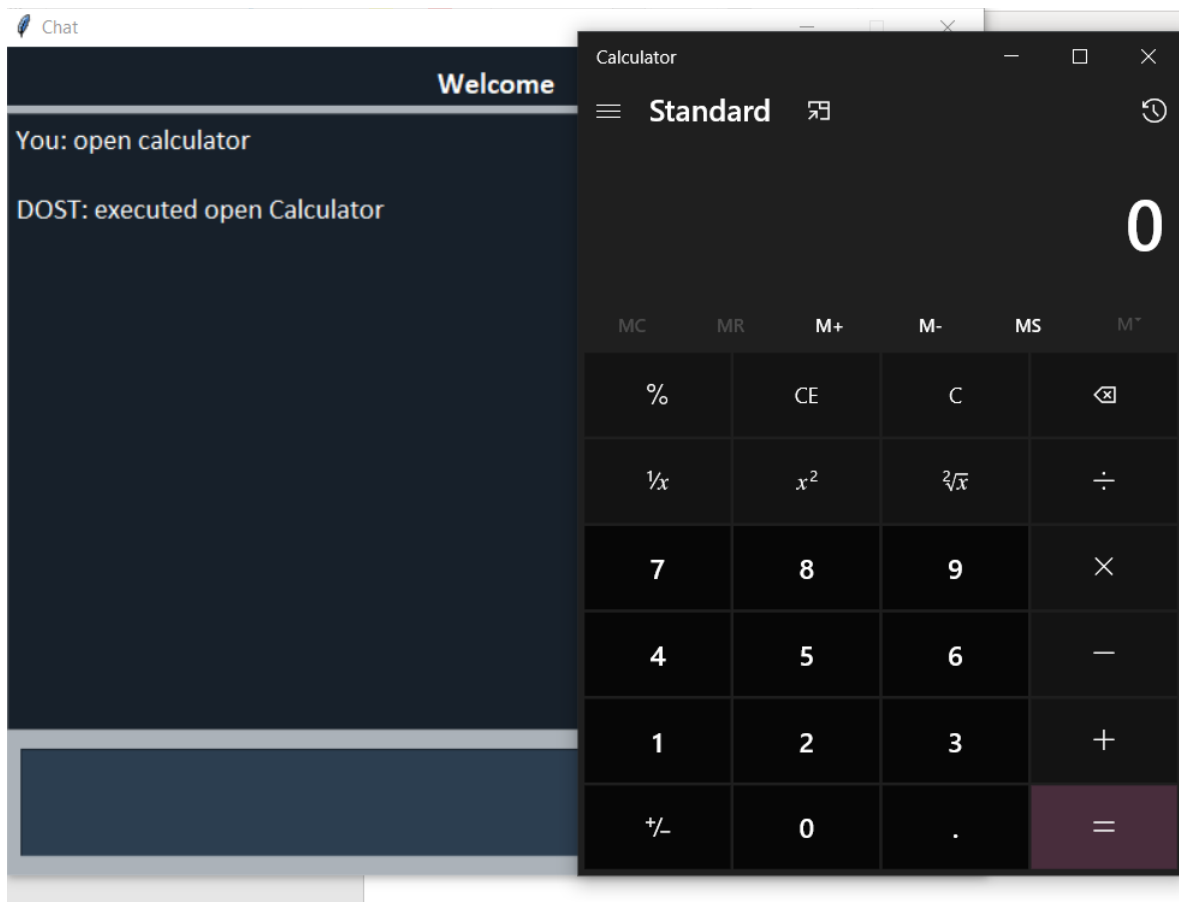 Chat
Welcome
You: open calculator
DOST: executed open Calculator
Calculator
Standard
0
MC MR M+ M- MS M˅
% CE C
¹/x x² ²√x ÷
7 8 9 ×
4 5 6 −
1 2 3 +
+/− 0 . =